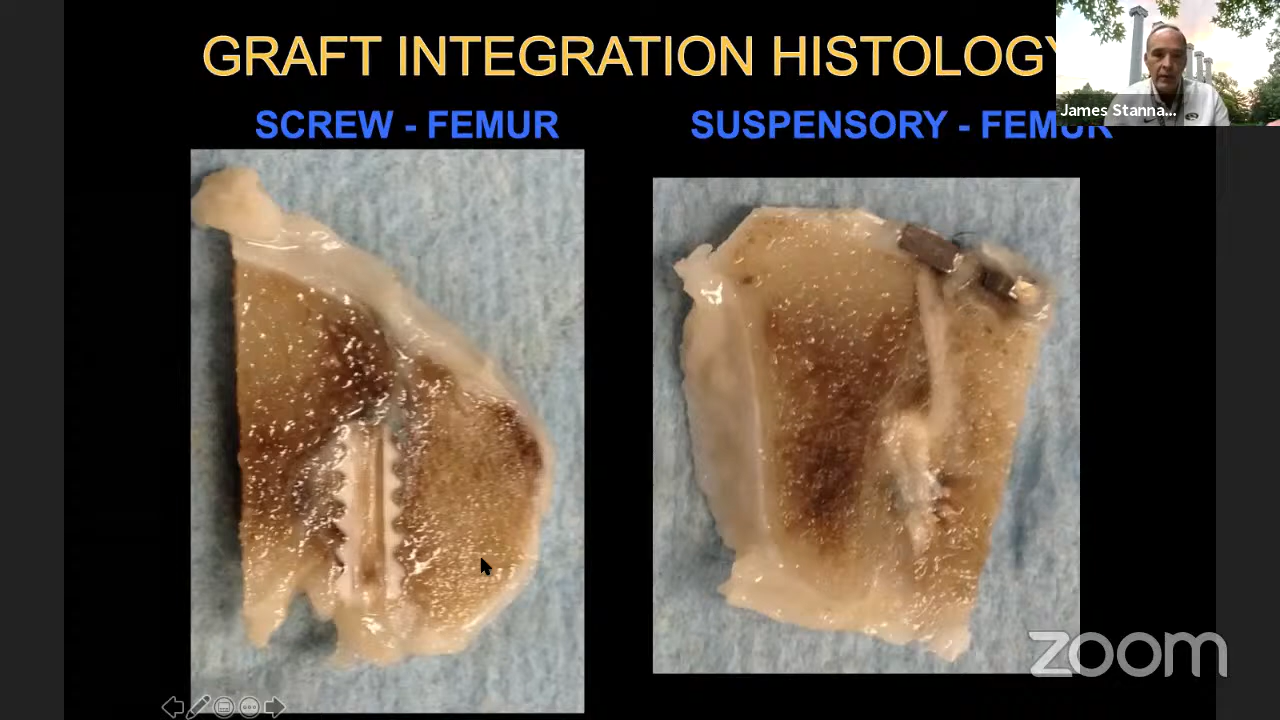 GRAFT INTEGRATION HISTOLOGY
James Stanna...
SCREW - FEMUR
SUSPENSORY - FEMUR
zoom